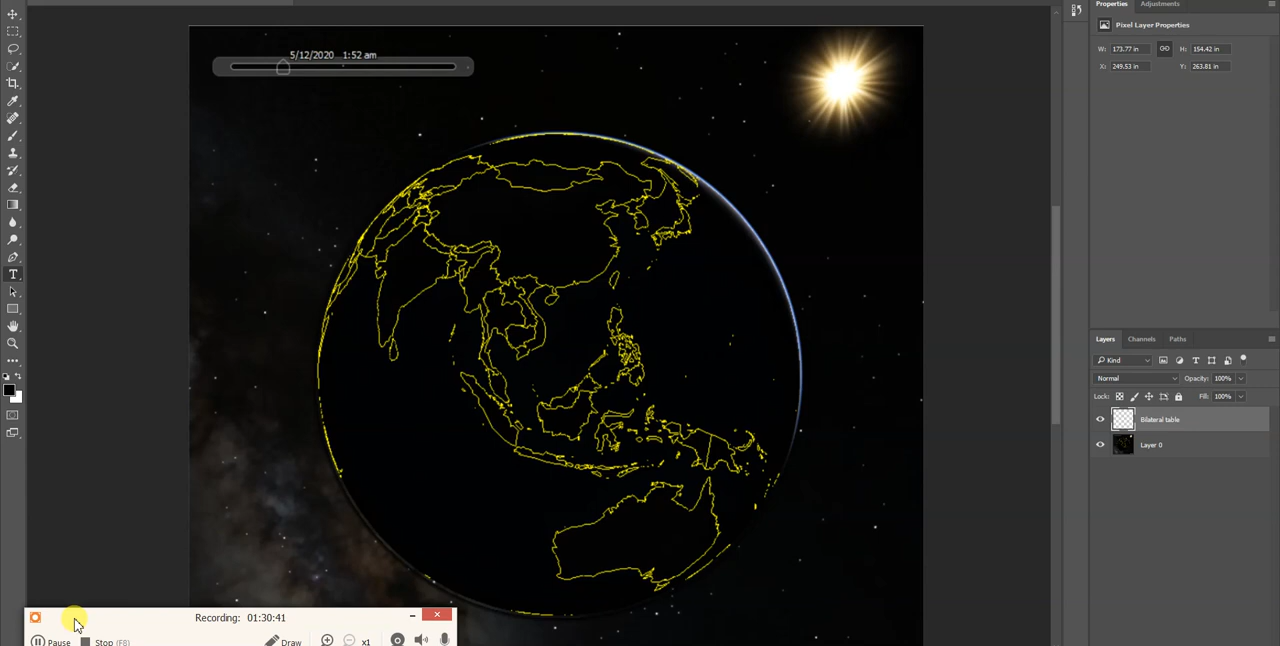 Properties Adjustments
Pixel Layer Properties
W: 173.77 in H: 154.42 in
X: 249.53 in Y: 263.81 in
5/12/2020 1:52 am
Layers Channels Paths
Kind
Normal Opacity: 100%
Lock: Fill: 100%
Bilateral table
Layer 0
Recording: 01:30:41
Pause Stop (F8) Draw x1